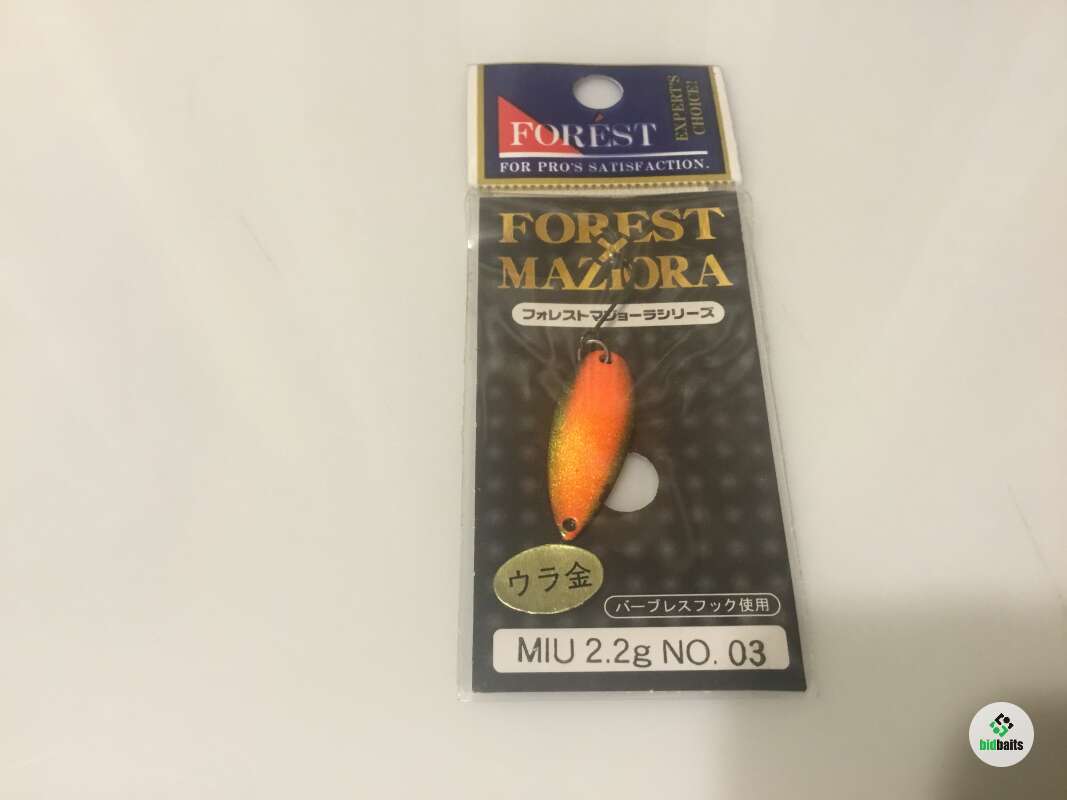 FORÉST
EXPERT'S
CHOICE!
FOR PRO'S SATISFACTION.
FOREST
×
MAZIORA
フォレストマジョーラシリーズ
ウラ金
バーブレスフック使用
MIU 2.2g NO. 03
bidbaits